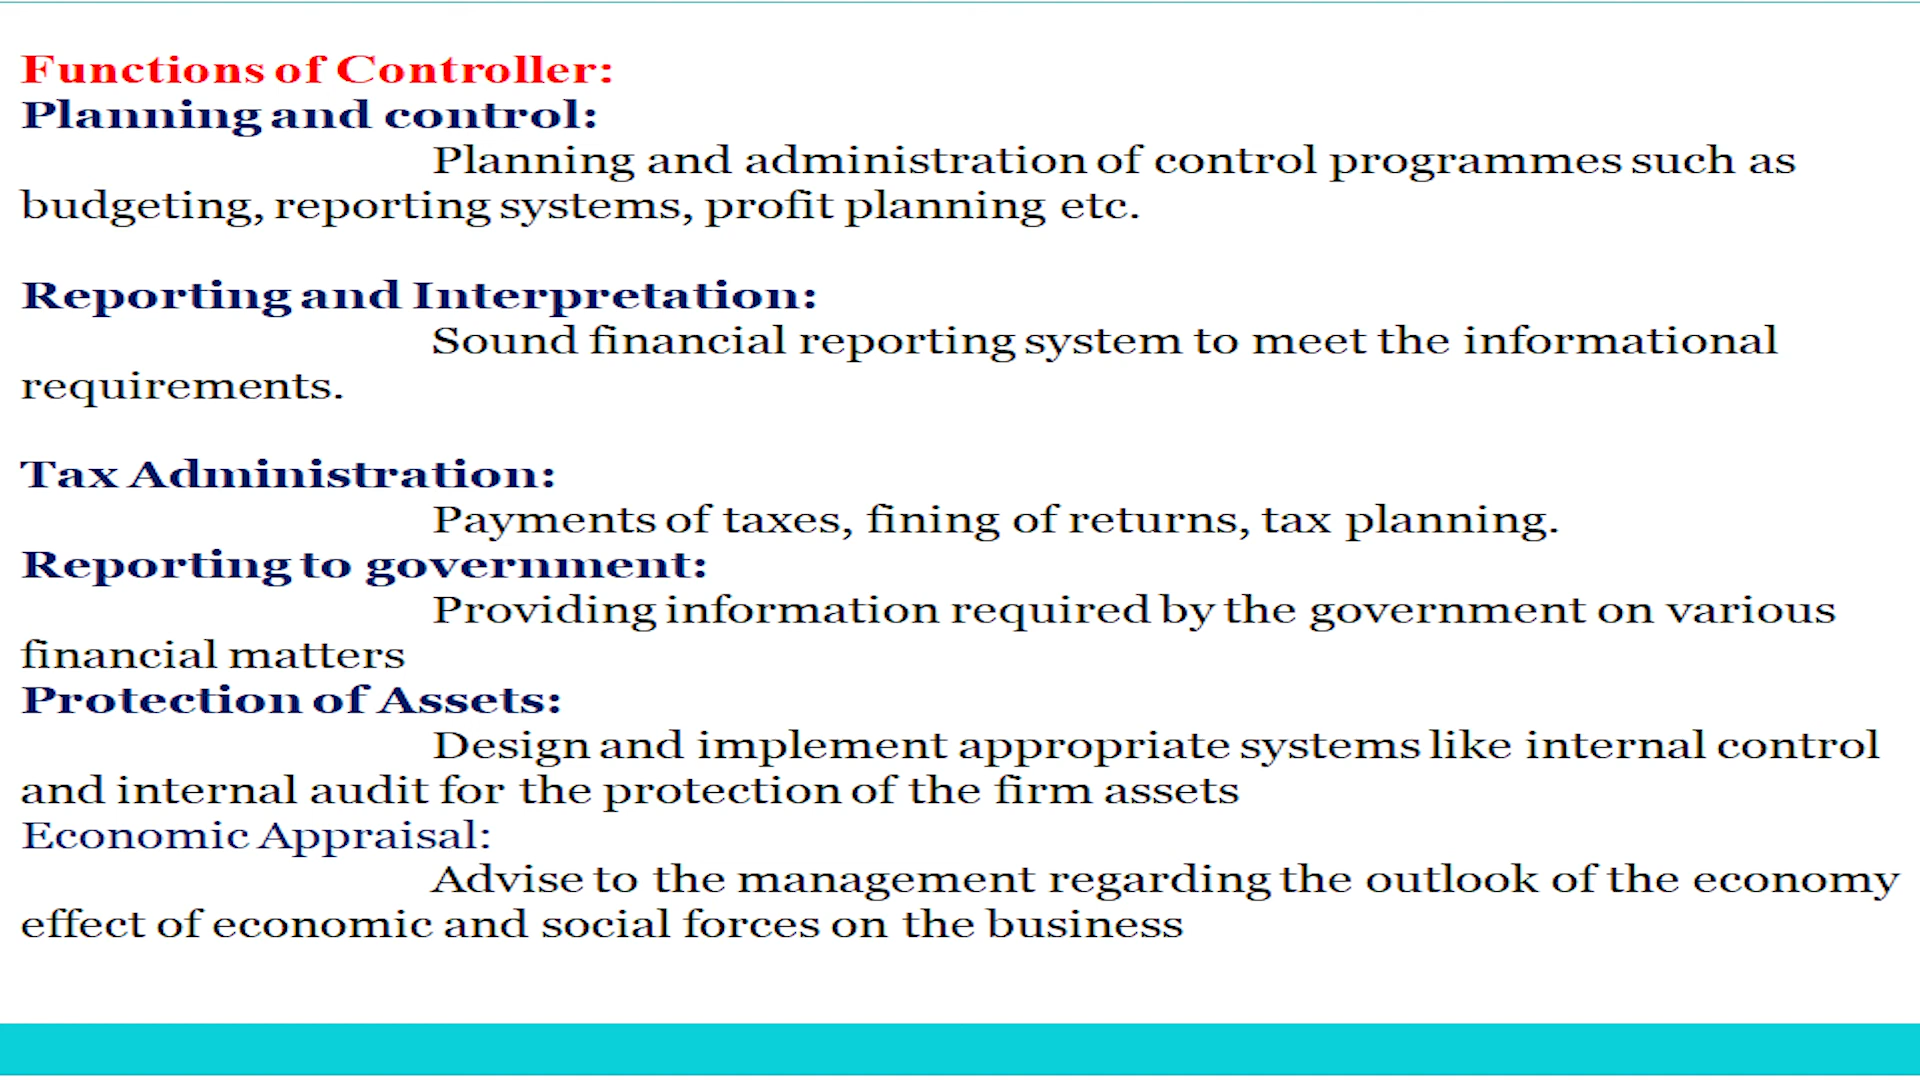 Functions of Controller:
Planning and control:
Planning and administration of control programmes such as
budgeting, reporting systems, profit planning etc.
Reporting and Interpretation:
Sound financial reporting system to meet the informational
requirements.
Tax Administration:
Payments of taxes, fining of returns, tax planning.
Reporting to government:
Providing information required by the government on various
financial matters
Protection of Assets:
Design and implement appropriate systems like internal control
and internal audit for the protection of the firm assets
Economic Appraisal:
Advise to the management regarding the outlook of the economy
effect of economic and social forces on the business